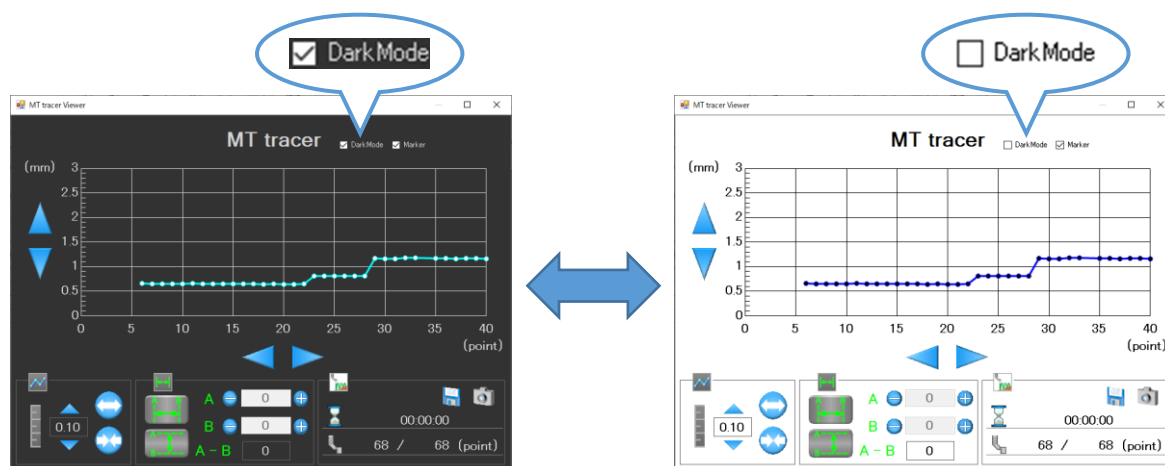 DarkMode
DarkMode
MT tracer Viewer
MT tracer
DarkMode
Marker
(mm)
3
2.5
2
1.5
1
0.5
0
0 5 10 15 20 25 30 35 40
(point)
0.10
A 0
B 0
A - B 0
00:00:00
68 / 68 (point)
MT tracer Viewer
MT tracer
DarkMode
Marker
(mm)
3
2.5
2
1.5
1
0.5
0
0 5 10 15 20 25 30 35 40
(point)
0.10
A 0
B 0
A - B 0
00:00:00
68 / 68 (point)